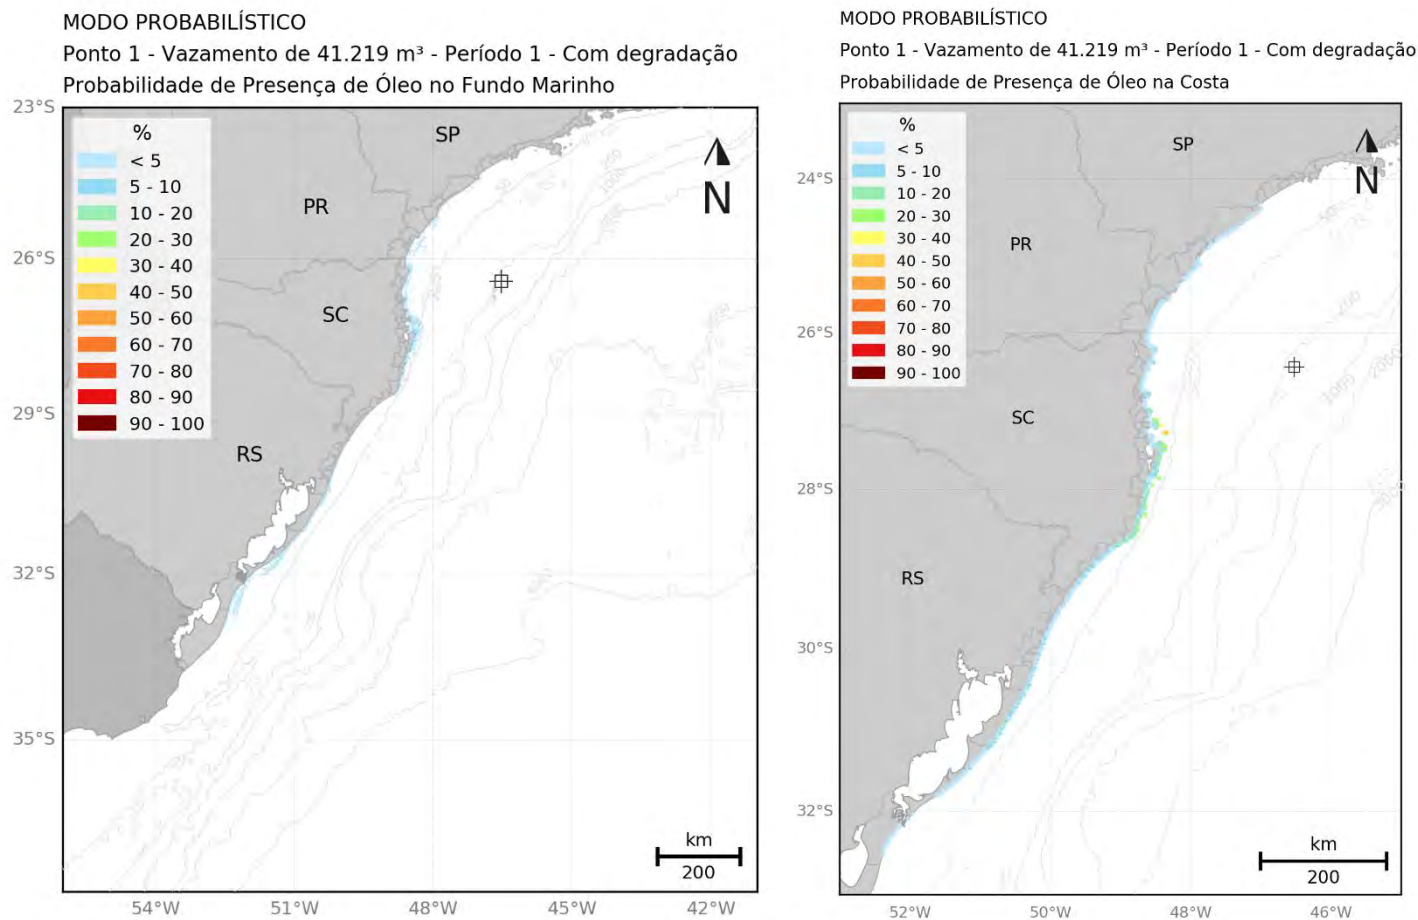 MODO PROBABILÍSTICO
Ponto 1 - Vazamento de 41.219 m³ - Período 1 - Com degradação
Probabilidade de Presença de Óleo no Fundo Marinho
23°S
26°S
29°S
32°S
35°S
%
< 5
5 - 10
10 - 20
20 - 30
30 - 40
40 - 50
50 - 60
60 - 70
70 - 80
80 - 90
90 - 100
SP
PR
SC
RS
N
50
1000
km
200
54°W
51°W
48°W
45°W
42°W
MODO PROBABILÍSTICO
Ponto 1 - Vazamento de 41.219 m³ - Período 1 - Com degradação
Probabilidade de Presença de Óleo na Costa
24°S
26°S
28°S
30°S
32°S
%
< 5
5 - 10
10 - 20
20 - 30
30 - 40
40 - 50
50 - 60
60 - 70
70 - 80
80 - 90
90 - 100
SP
PR
SC
RS
N
50
200
1000
2000
km
200
52°W
50°W
48°W
46°W